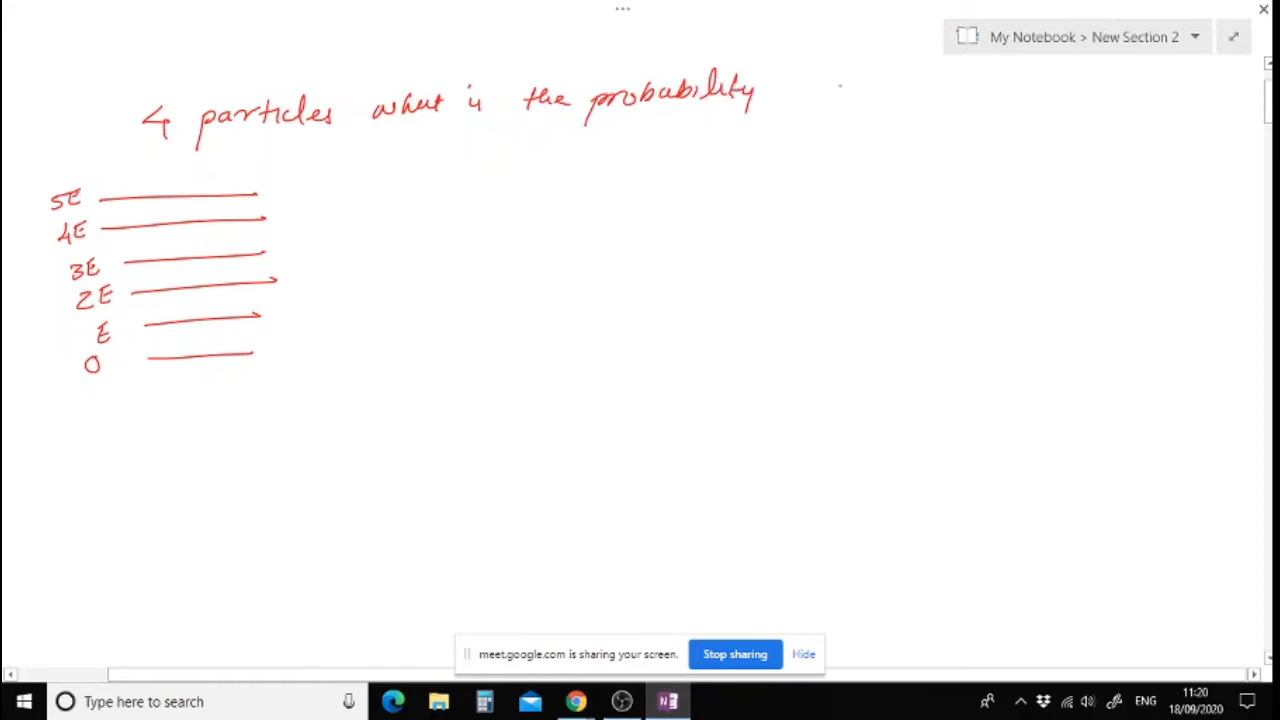 My Notebook > New Section 2
4 particles what is the probability
5E
4E
3E
2E
E
0
meet.google.com is sharing your screen. Stop sharing Hide
Type here to search
ENG
11:20
18/09/2020